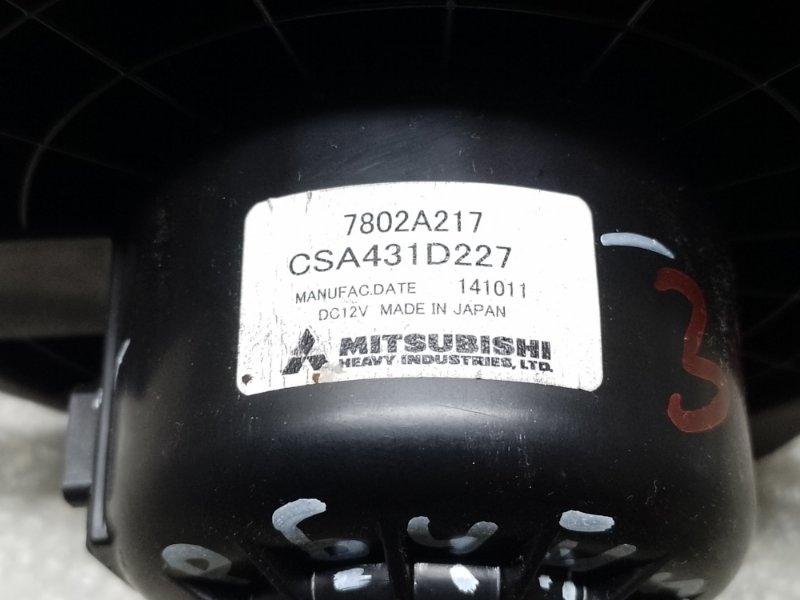 7802A217
CSA431D227
MANUFAC.DATE 141011
DC12V MADE IN JAPAN
MITSUBISHI
HEAVY INDUSTRIES, LTD.
3